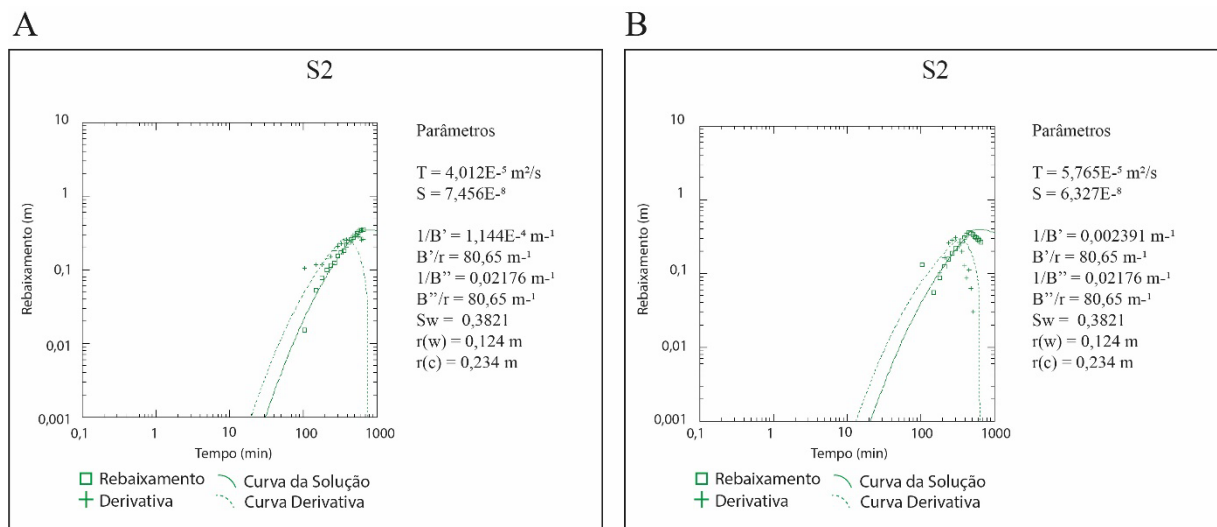 A
S2
10
1
0,1
0,01
0,001
Rebaixamento (m)
0,1
1
10
100
1000
Tempo (min)
Parâmetros
T = 4,012E-⁵ m²/s
S = 7,456E-⁸
1/B' = 1,144E-⁴ m-¹
B'/r = 80,65 m-¹
1/B" = 0,02176 m-¹
B"/r = 80,65 m-¹
Sw = 0,3821
r(w) = 0,124 m
r(c) = 0,234 m
Rebaixamento
Curva da Solução
Derivativa
Curva Derivativa
B
S2
10
1
0,1
0,01
0,001
Rebaixamento (m)
0,1
1
10
100
1000
Tempo (min)
Parâmetros
T = 5,765E-⁵ m²/s
S = 6,327E-⁸
1/B' = 0,002391 m-¹
B'/r = 80,65 m-¹
1/B" = 0,02176 m-¹
B"/r = 80,65 m-¹
Sw = 0,3821
r(w) = 0,124 m
r(c) = 0,234 m
Rebaixamento
Curva da Solução
Derivativa
Curva Derivativa